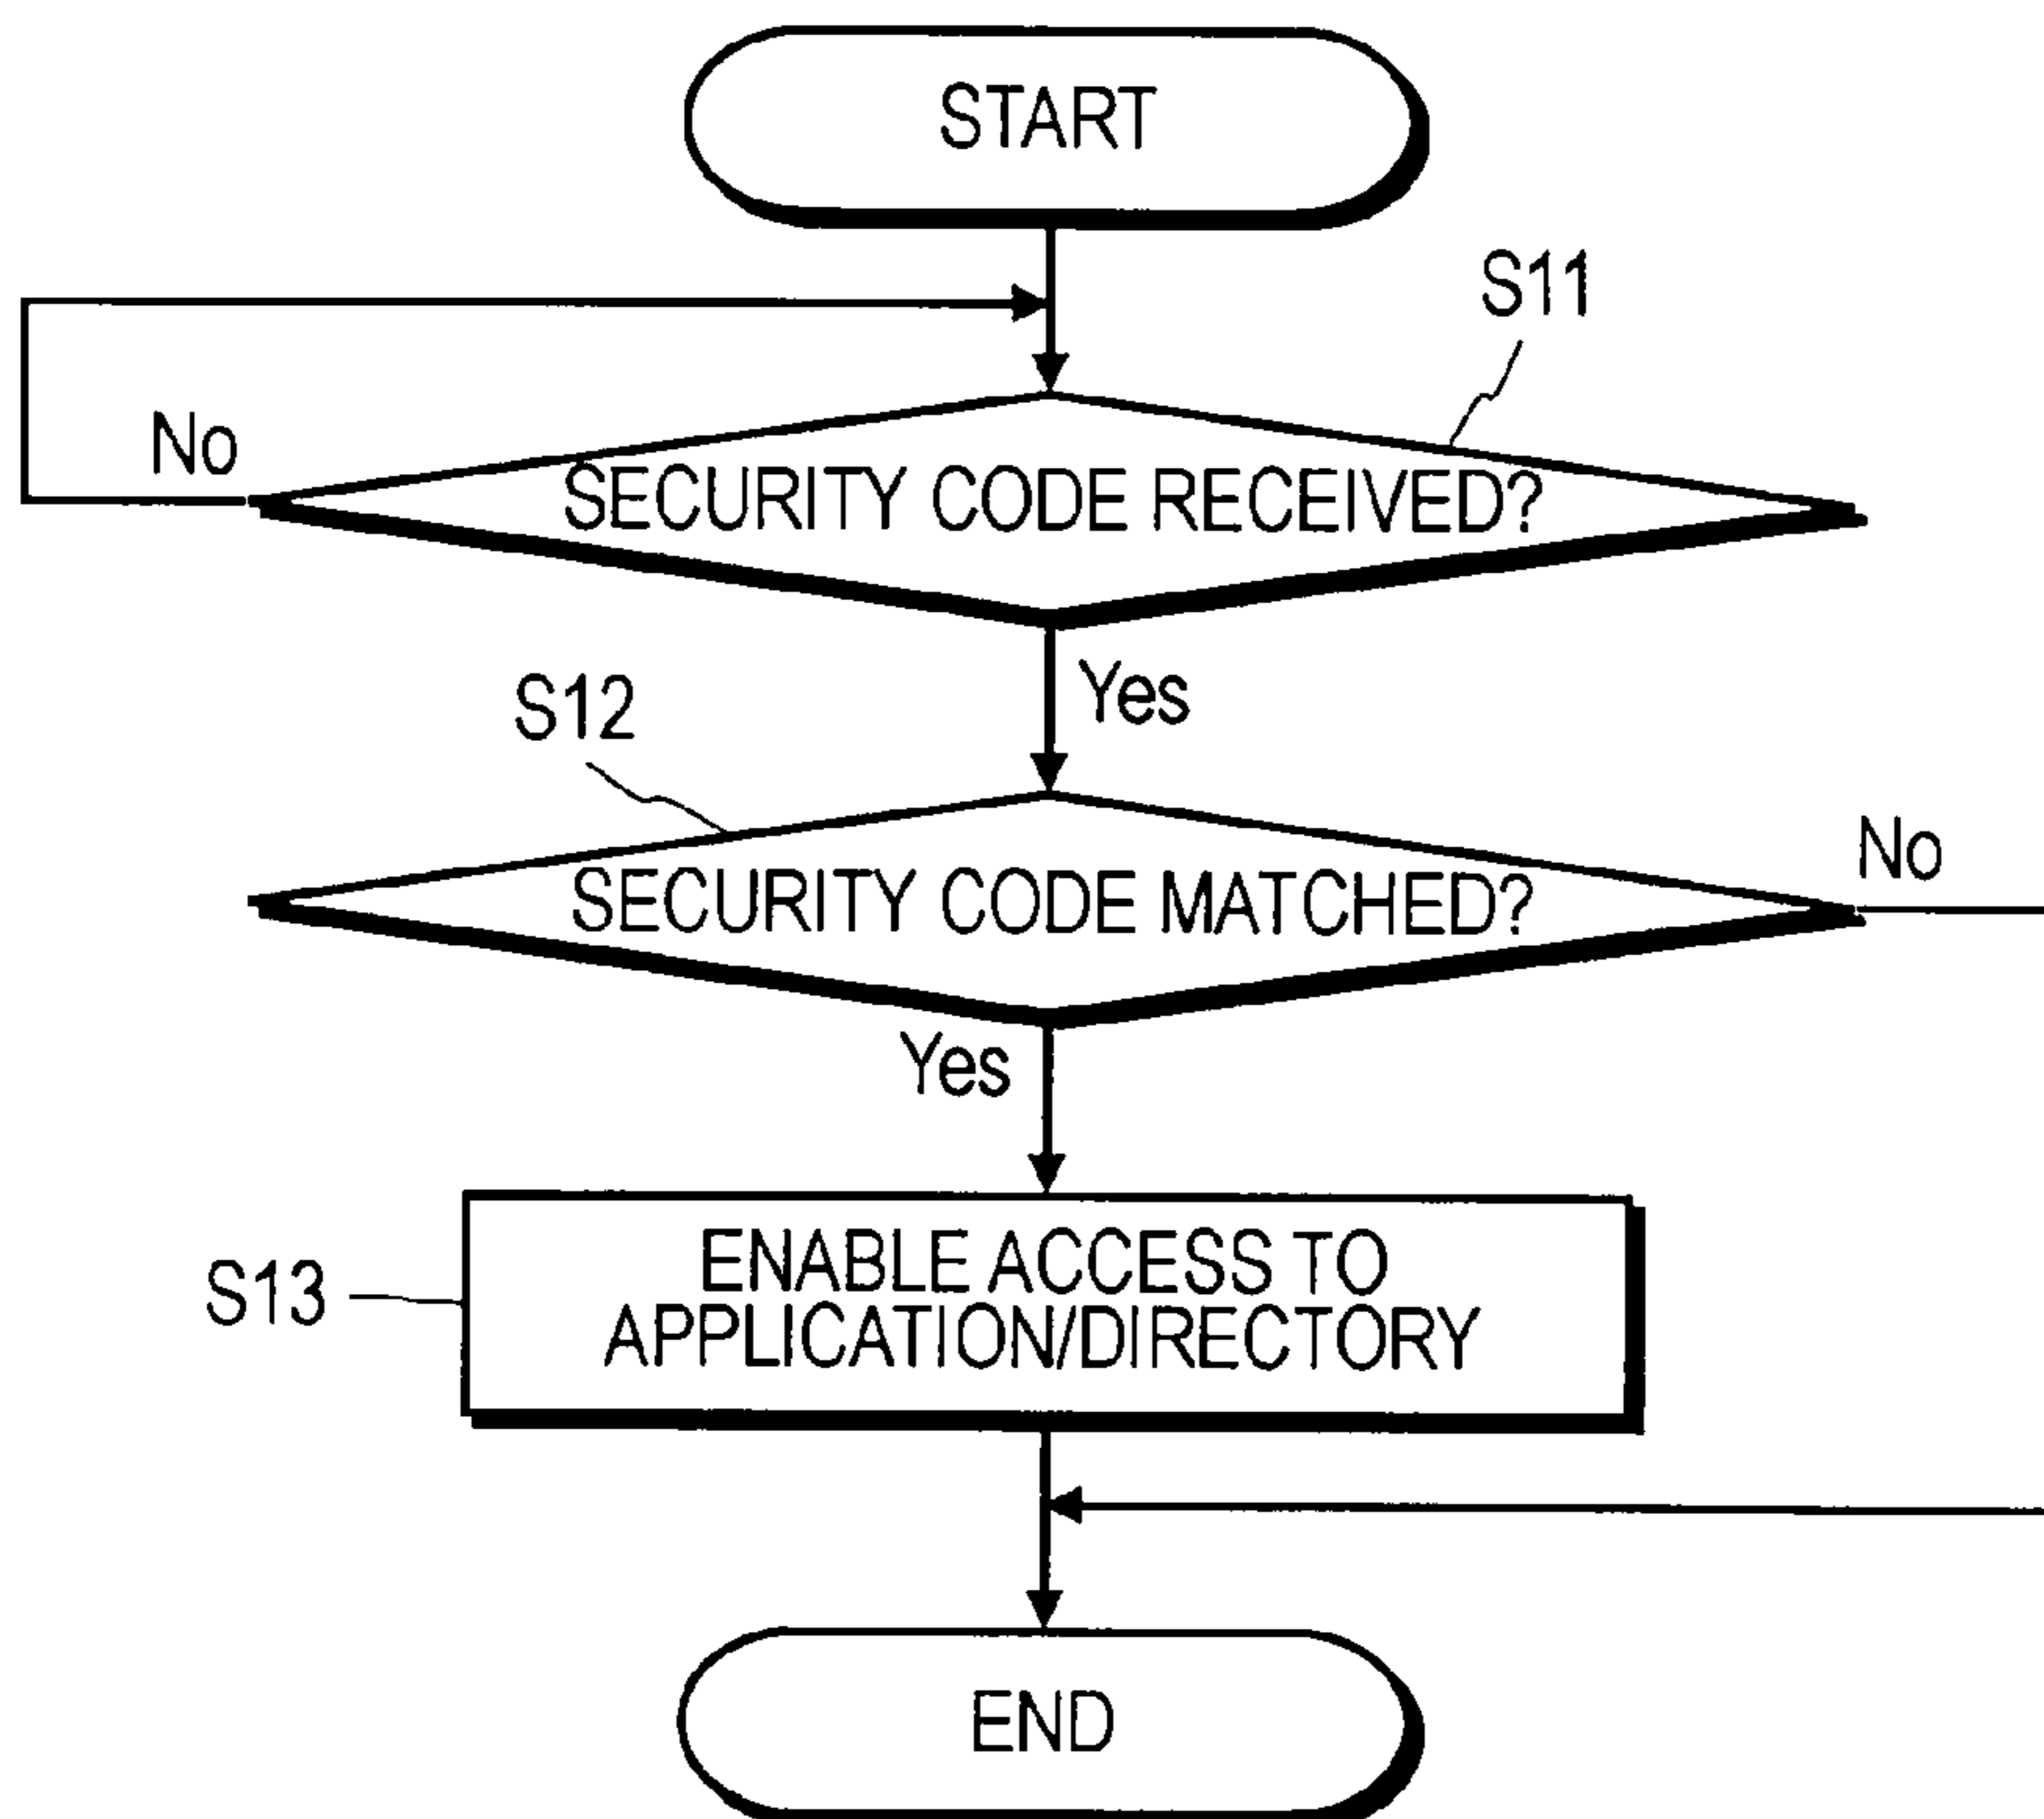 START
S11
No
SECURITY CODE RECEIVED?
Yes
S12
No
SECURITY CODE MATCHED?
Yes
S13
ENABLE ACCESS TO
APPLICATION/DIRECTORY
END